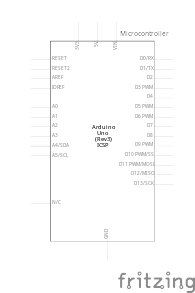 Microcontroller
3V3
5V
VIN
RESET
RESET2
AREF
IOREF
A0
A1
A2
A3
A4/SDA
A5/SCL
N/C
Arduino
Uno
(Rev3)
ICSP
D0/RX
D1/TX
D2
D3 PWM
D4
D5 PWM
D6 PWM
D7
D8
D9 PWM
D10 PWM/SS
D11 PWM/MOSI
D12/MISO
D13/SCK
GND
fritzing